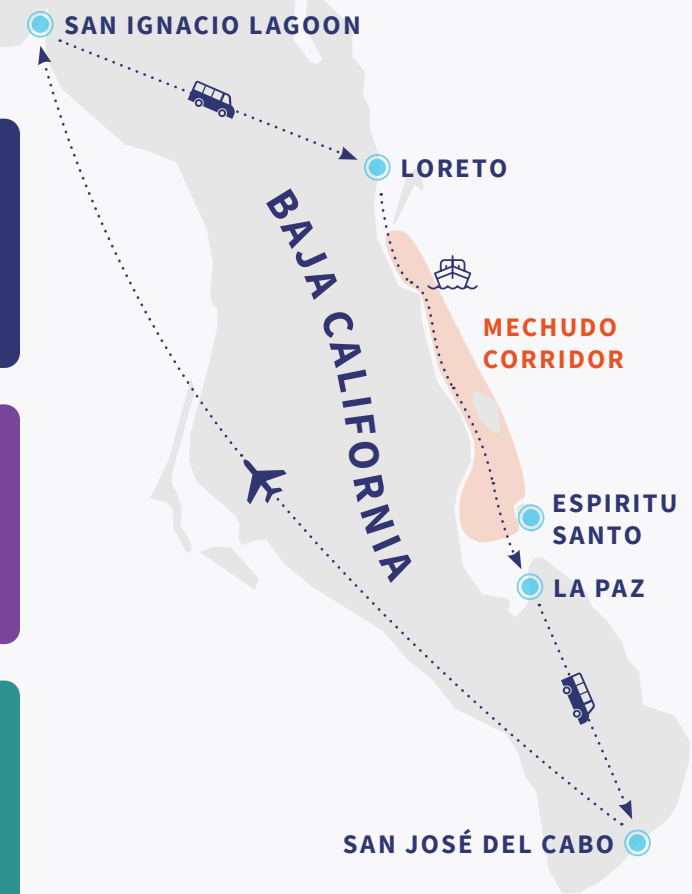 SAN IGNACIO LAGOON
LORETO
BAJA CALIFORNIA
MECHUDO
CORRIDOR
ESPIRITU
SANTO
LA PAZ
SAN JOSÉ DEL CABO